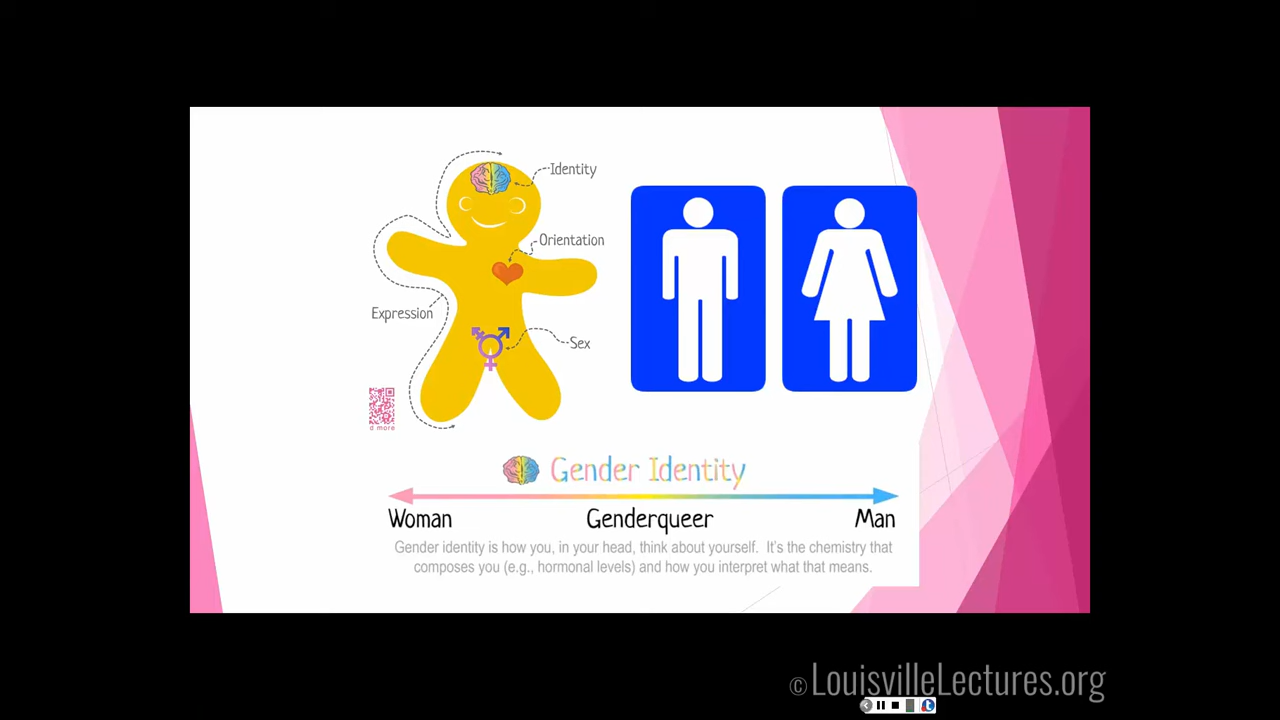 Identity
Orientation
Expression
Sex
d more
Gender Identity
Woman Genderqueer Man
Gender identity is how you, in your head, think about yourself. It's the chemistry that
composes you (e.g., hormonal levels) and how you interpret what that means.
© LouisvilleLectures.org